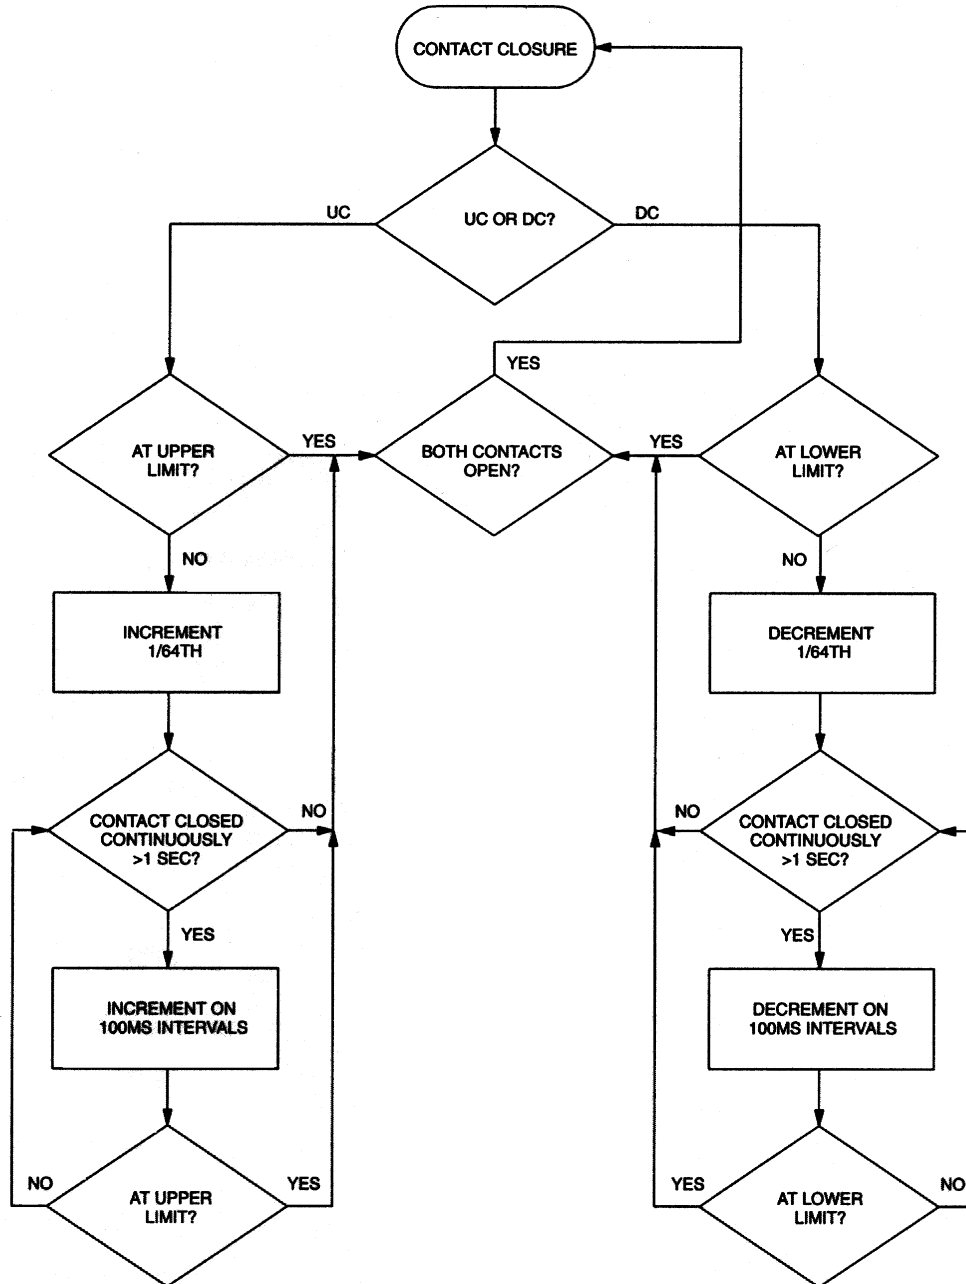 CONTACT CLOSURE
UC
UC OR DC?
DC
YES
AT UPPER
LIMIT?
YES
BOTH CONTACTS
OPEN?
YES
AT LOWER
LIMIT?
NO
NO
INCREMENT
1/64TH
DECREMENT
1/64TH
CONTACT CLOSED
CONTINUOUSLY
>1 SEC?
NO
NO
CONTACT CLOSED
CONTINUOUSLY
>1 SEC?
YES
YES
INCREMENT ON
100MS INTERVALS
DECREMENT ON
100MS INTERVALS
NO
AT UPPER
LIMIT?
YES
YES
AT LOWER
LIMIT?
NO